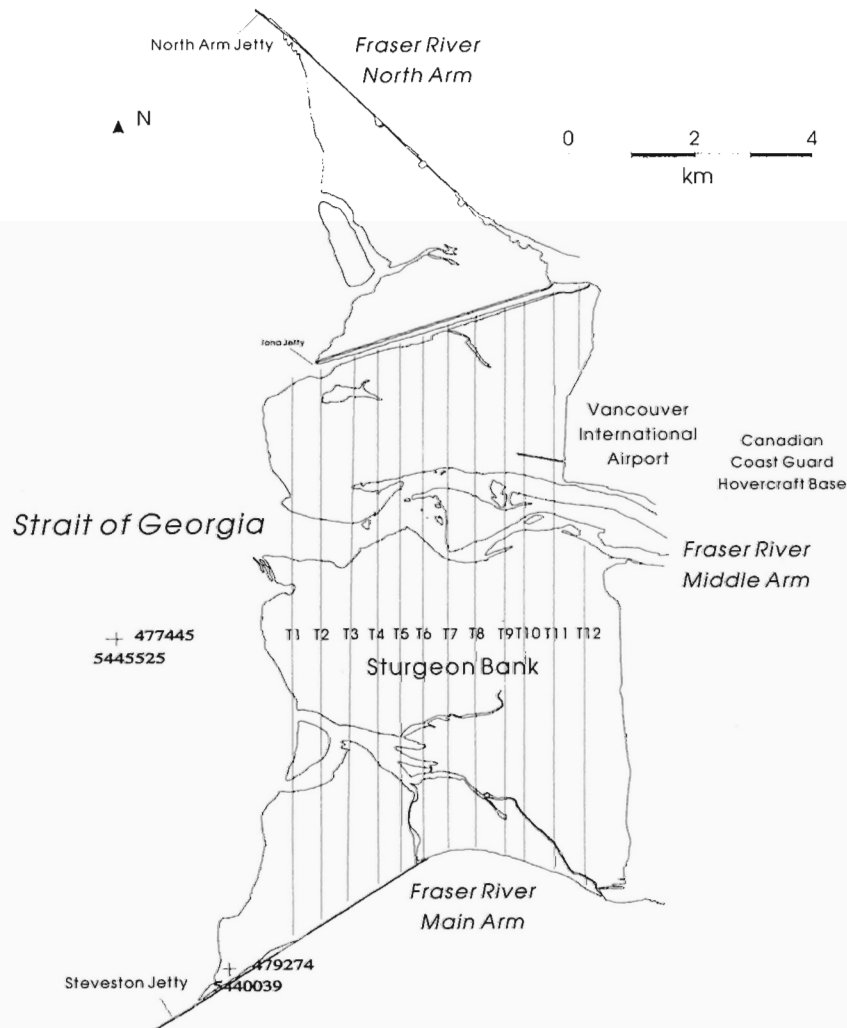 North Arm Jetty
Fraser River
North Arm
N
0 2 4
km
Iona Jetty
Vancouver
International
Airport
Canadian
Coast Guard
Hovercraft Base
Strait of Georgia
Fraser River
Middle Arm
477445
5445525
T1 T2 T3 T4 T5 T6 T7 T8 T9 T10 T11 T12
Sturgeon Bank
Fraser River
Main Arm
479274
5440039
Steveston Jetty